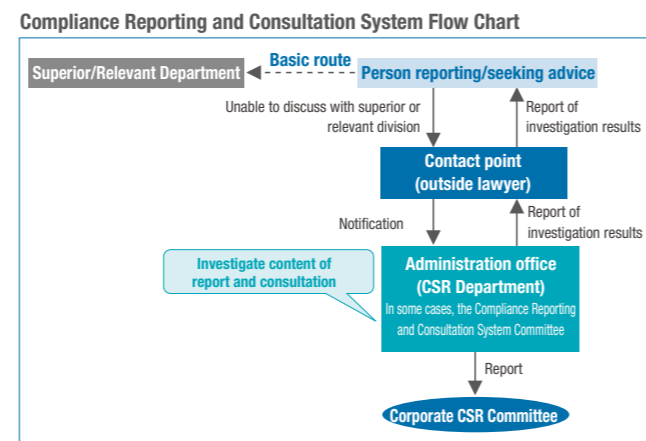 Compliance Reporting and Consultation System Flow Chart
Superior/Relevant Department
Basic route
Person reporting/seeking advice
Unable to discuss with superior or
relevant division
Report of
investigation results
Contact point
(outside lawyer)
Notification
Report of
investigation results
Investigate content of
report and consultation
Administration office
(CSR Department)
In some cases, the Compliance Reporting
and Consultation System Committee
Report
Corporate CSR Committee